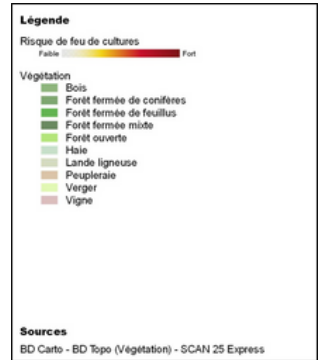 Légende
Risque de feu de cultures
Faible Fort
Végétation
Bois
Forêt fermée de conifères
Forêt fermée de feuillus
Forêt fermée mixte
Forêt ouverte
Haie
Lande ligneuse
Peupleraie
Verger
Vigne
Sources
BD Carto - BD Topo (Végétation) - SCAN 25 Express